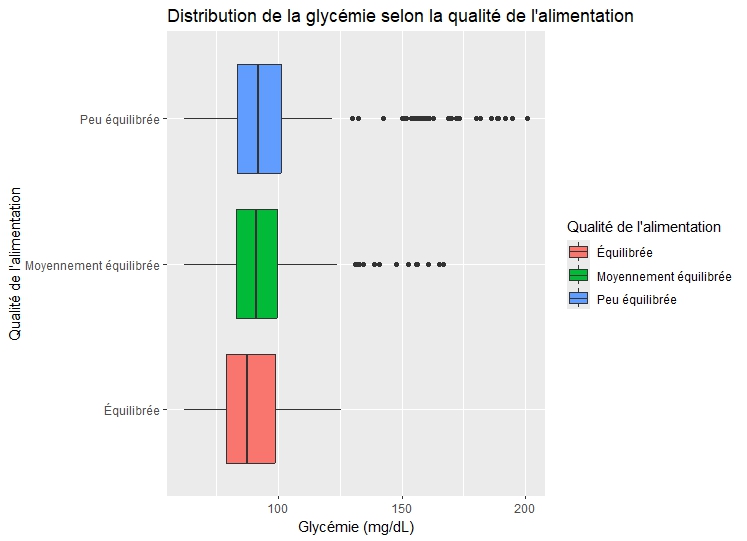 Distribution de la glycémie selon la qualité de l'alimentation
Qualité de l'alimentation
Peu équilibrée
Moyennement équilibrée
Équilibrée
100
150
200
Glycémie (mg/dL)
Qualité de l'alimentation
Équilibrée
Moyennement équilibrée
Peu équilibrée